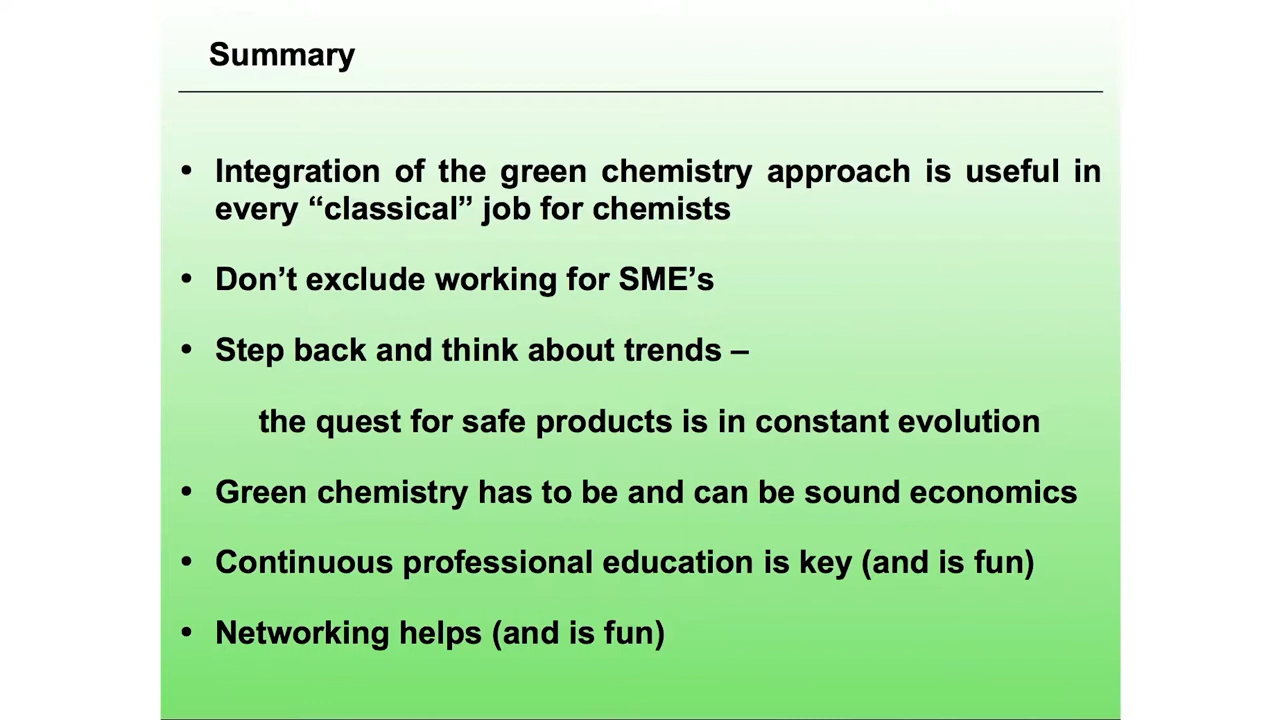 Summary
• Integration of the green chemistry approach is useful in
every “classical” job for chemists
• Don’t exclude working for SME’s
• Step back and think about trends –
the quest for safe products is in constant evolution
• Green chemistry has to be and can be sound economics
• Continuous professional education is key (and is fun)
• Networking helps (and is fun)